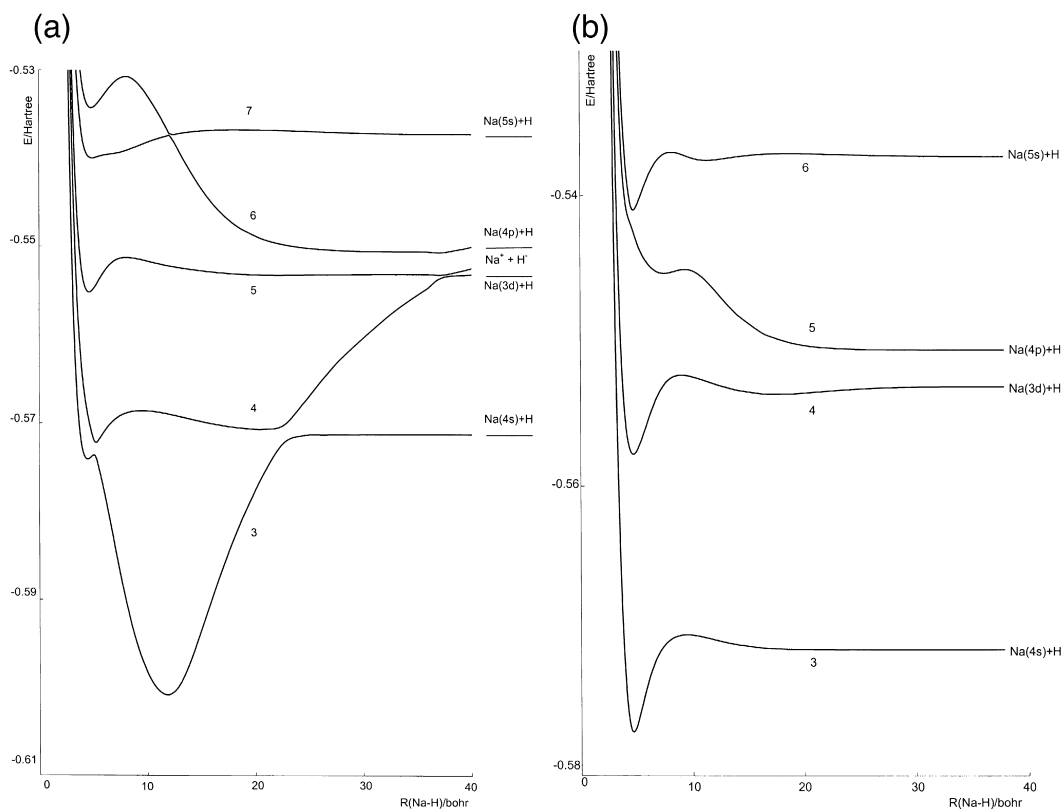 (a)
-0.53
E/Hartree
-0.55
-0.57
-0.59
-0.61
0
10
20
30
40
R(Na-H)/bohr
7
6
5
4
3
Na(5s)+H
Na(4p)+H
Na⁺ + H⁻
Na(3d)+H
Na(4s)+H
(b)
E/Hartree
-0.54
-0.56
-0.58
0
10
20
30
40
R(Na-H)/bohr
6
5
4
3
Na(5s)+H
Na(4p)+H
Na(3d)+H
Na(4s)+H